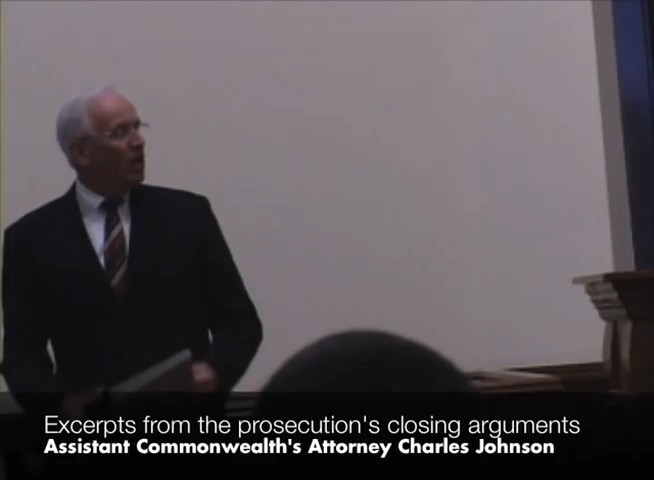 Excerpts from the prosecution's closing arguments
Assistant Commonwealth's Attorney Charles Johnson